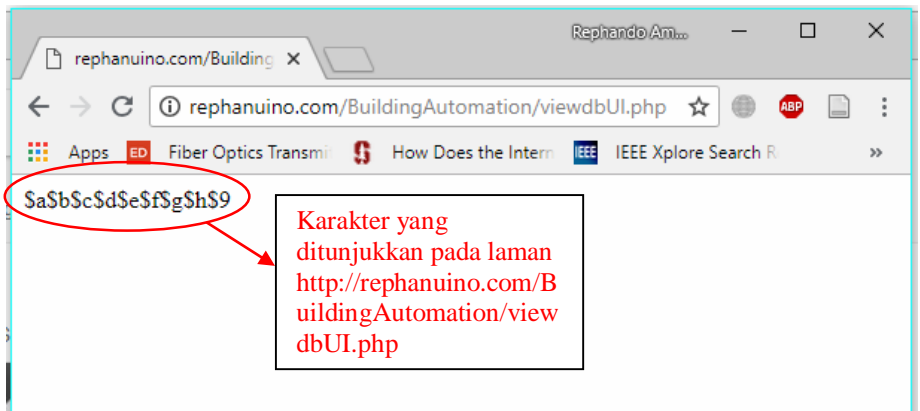 Rephando Am...
rephanuino.com/Building
rephanuino.com/BuildingAutomation/viewdbUI.php
ABP
Apps ED Fiber Optics Transmi How Does the Intern IEEE IEEE Xplore Search R »
$a$b$c$d$e$f$g$h$9
Karakter yang
ditunjukkan pada laman
http://rephanuino.com/B
uildingAutomation/view
dbUI.php